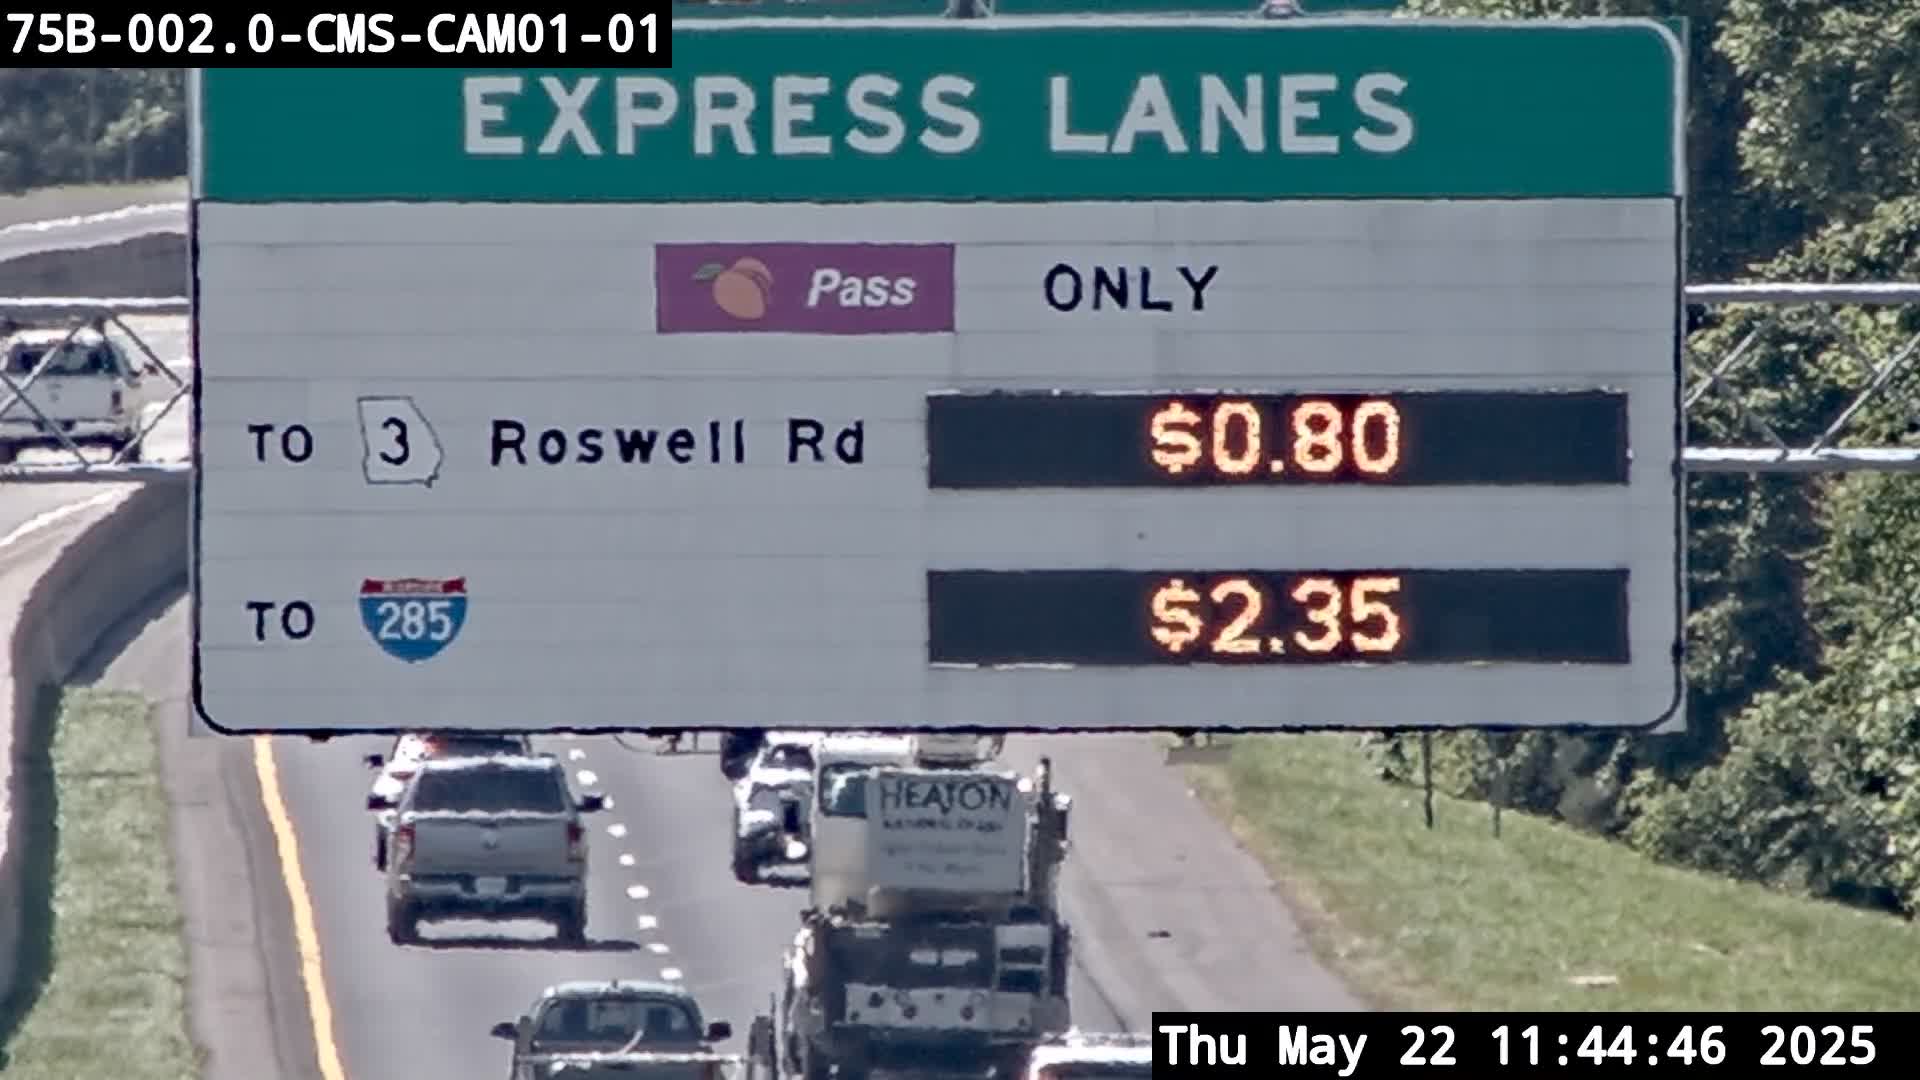 75B-002.0-CMS-CAM01-01
EXPRESS LANES
Pass ONLY
TO 3 Roswell Rd $0.80
TO 285 $2.35
HEATON
Thu May 22 11:44:46 2025